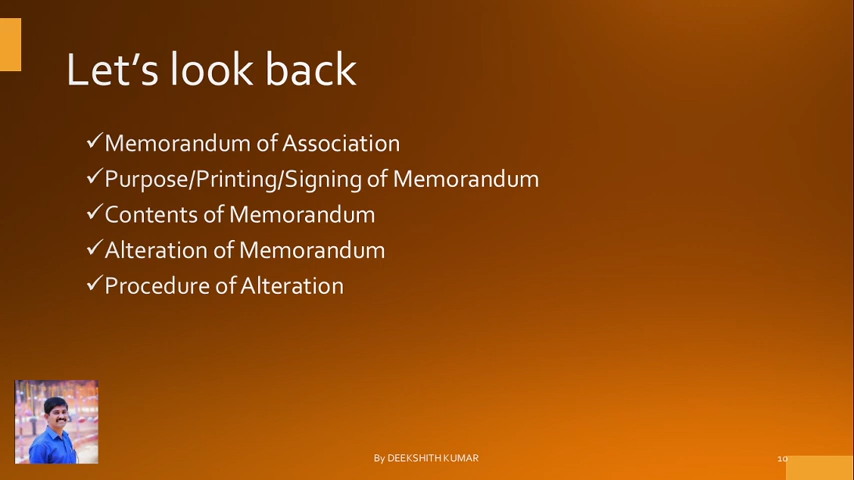 Let’s look back
✓Memorandum of Association
✓Purpose/Printing/Signing of Memorandum
✓Contents of Memorandum
✓Alteration of Memorandum
✓Procedure of Alteration
By DEEKSHITH KUMAR
10